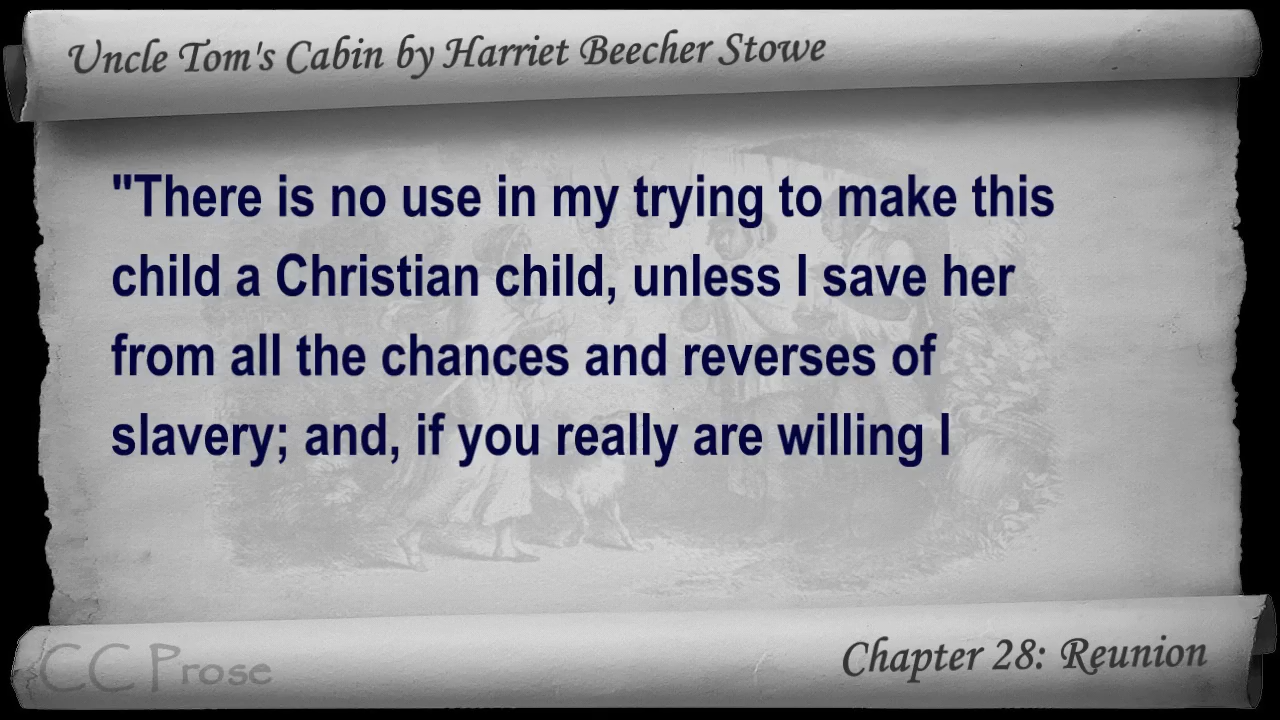 Uncle Tom's Cabin by Harriet Beecher Stowe
"There is no use in my trying to make this
child a Christian child, unless I save her
from all the chances and reverses of
slavery; and, if you really are willing I
CC Prose
Chapter 28: Reunion